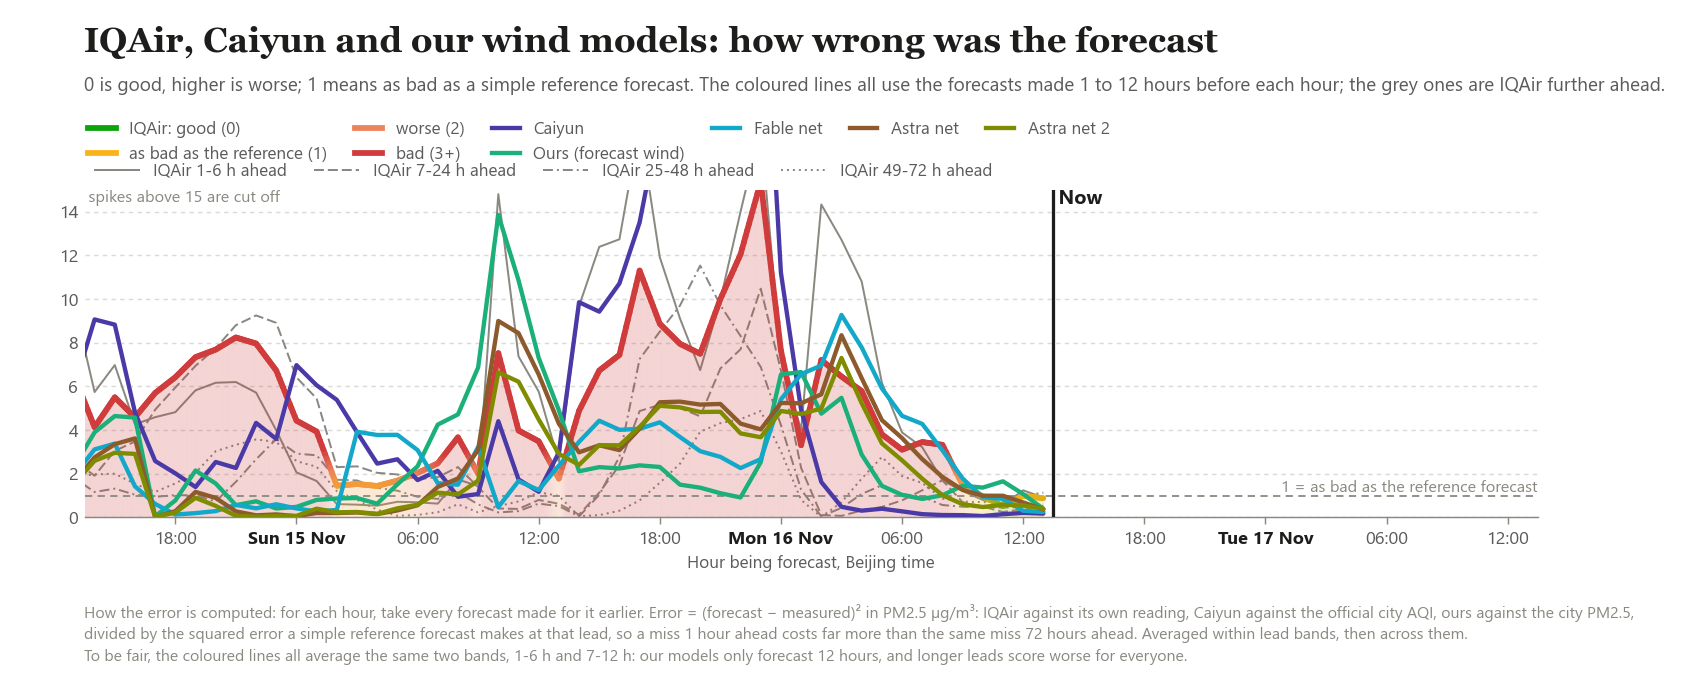 IQAir, Caiyun and our wind models: how wrong was the forecast
0 is good, higher is worse; 1 means as bad as a simple reference forecast. The coloured lines all use the forecasts made 1 to 12 hours before each hour; the grey ones are IQAir further ahead.
IQAir: good (0) worse (2) Caiyun Fable net Astra net Astra net 2
as bad as the reference (1) bad (3+) Ours (forecast wind)
IQAir 1-6 h ahead IQAir 7-24 h ahead IQAir 25-48 h ahead IQAir 49-72 h ahead
spikes above 15 are cut off
Now
14
12
10
8
6
4
2
1 = as bad as the reference forecast
0
18:00 Sun 15 Nov 06:00 12:00 18:00 Mon 16 Nov 06:00 12:00 18:00 Tue 17 Nov 06:00 12:00
Hour being forecast, Beijing time
How the error is computed: for each hour, take every forecast made for it earlier. Error = (forecast − measured)² in PM2.5 µg/m³: IQAir against its own reading, Caiyun against the official city AQI, ours against the city PM2.5,
divided by the squared error a simple reference forecast makes at that lead, so a miss 1 hour ahead costs far more than the same miss 72 hours ahead. Averaged within lead bands, then across them.
To be fair, the coloured lines all average the same two bands, 1-6 h and 7-12 h: our models only forecast 12 hours, and longer leads score worse for everyone.